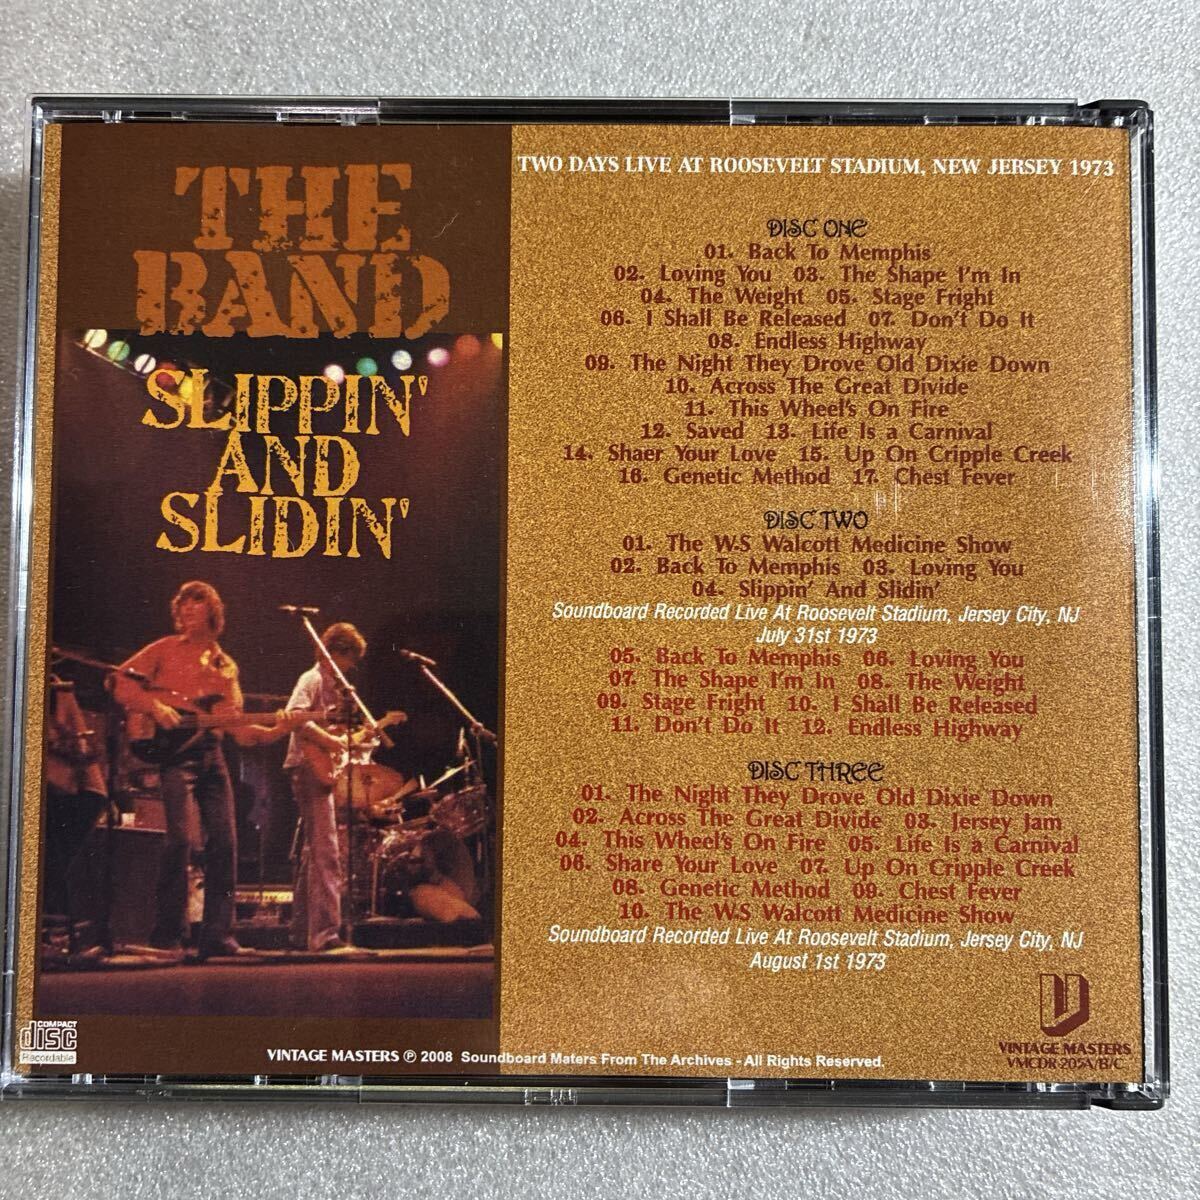 THE
BAND
SLIPPIN'
AND
SLIDIN'
TWO DAYS LIVE AT ROOSEVELT STADIUM, NEW JERSEY 1973
DISC ONE
01. Back To Memphis
02. Loving You 03. The Shape I'm In
04. The Weight 05. Stage Fright
06. I Shall Be Released 07. Don't Do It
08. Endless Highway
09. The Night They Drove Old Dixie Down
10. Across The Great Divide
11. This Wheel's On Fire
12. Saved 13. Life Is a Carnival
14. Shaer Your Love 15. Up On Cripple Creek
16. Genetic Method 17. Chest Fever
DISC TWO
01. The W.S Walcott Medicine Show
02. Back To Memphis 03. Loving You
04. Slippin' And Slidin'
Soundboard Recorded Live At Roosevelt Stadium, Jersey City, NJ
July 31st 1973
05. Back To Memphis 06. Loving You
07. The Shape I'm In 08. The Weight
09. Stage Fright 10. I Shall Be Released
11. Don't Do It 12. Endless Highway
DISC THREE
01. The Night They Drove Old Dixie Down
02. Across The Great Divide 03. Jersey Jam
04. This Wheel's On Fire 05. Life Is a Carnival
06. Share Your Love 07. Up On Cripple Creek
08. Genetic Method 09. Chest Fever
10. The W.S Walcott Medicine Show
Soundboard Recorded Live At Roosevelt Stadium, Jersey City, NJ
August 1st 1973
COMPACT
disc
Recordable
VINTAGE MASTERS ℗ 2008 Soundboard Maters From The Archives - All Rights Reserved.
VINTAGE MASTERS
VMCDR-205A/B/C